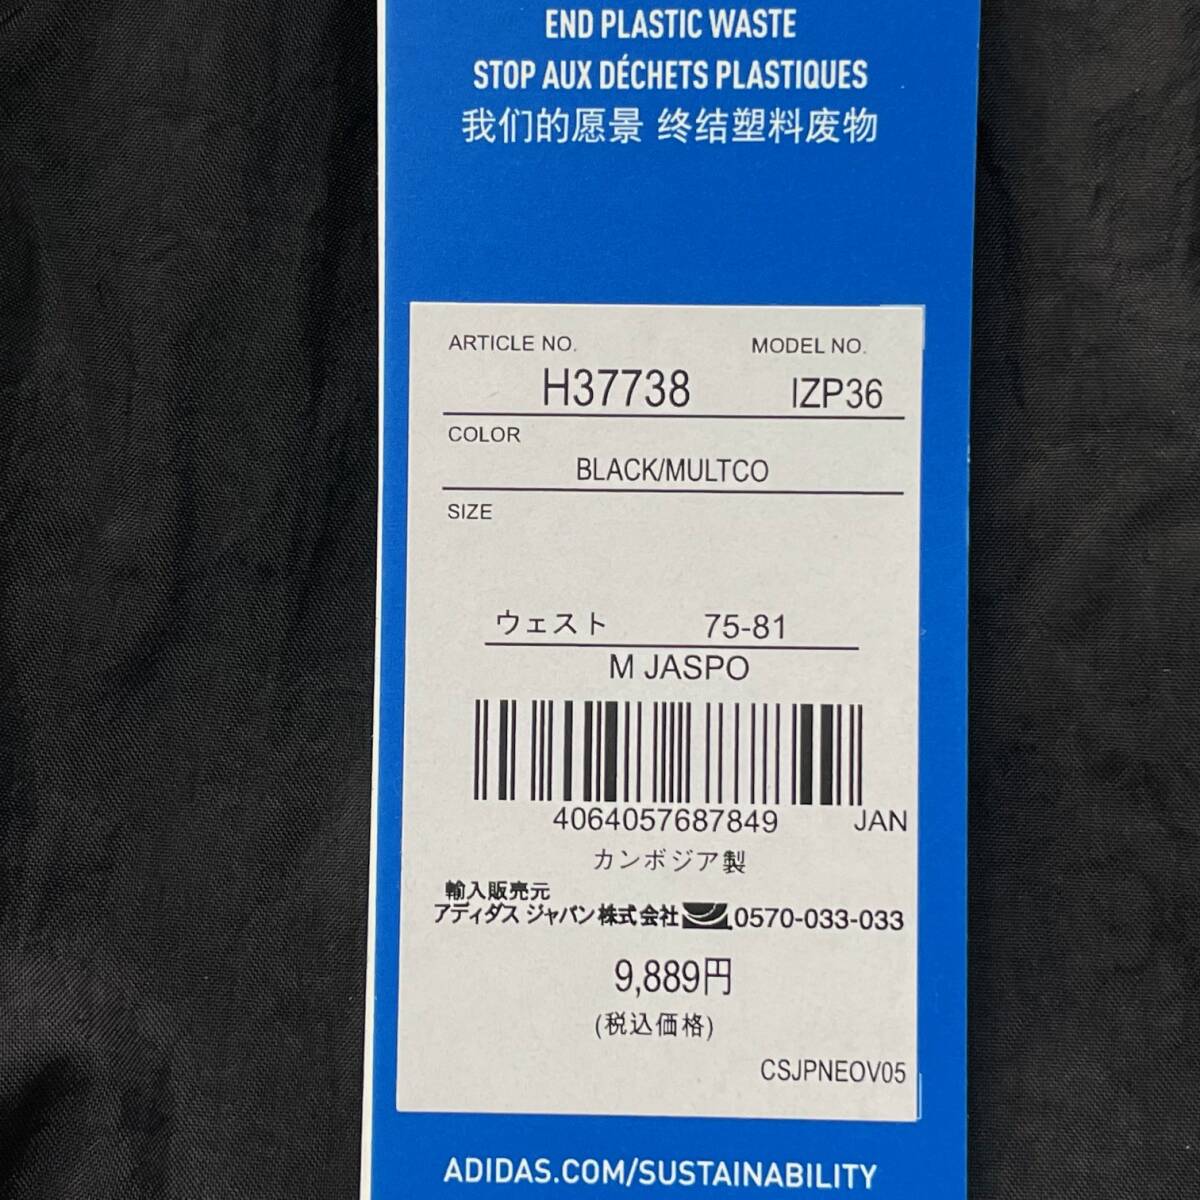 END PLASTIC WASTE
STOP AUX DÉCHETS PLASTIQUES
我们的愿景 终结塑料废物
ARTICLE NO. MODEL NO.
H37738 IZP36
COLOR
BLACK/MULTCO
SIZE
ウェスト 75-81
M JASPO
4064057687849 JAN
カンボジア製
輸入販売元
アディダス ジャパン株式会社 0570-033-033
9,889円
(税込価格)
CSJPNEOV05
ADIDAS.COM/SUSTAINABILITY